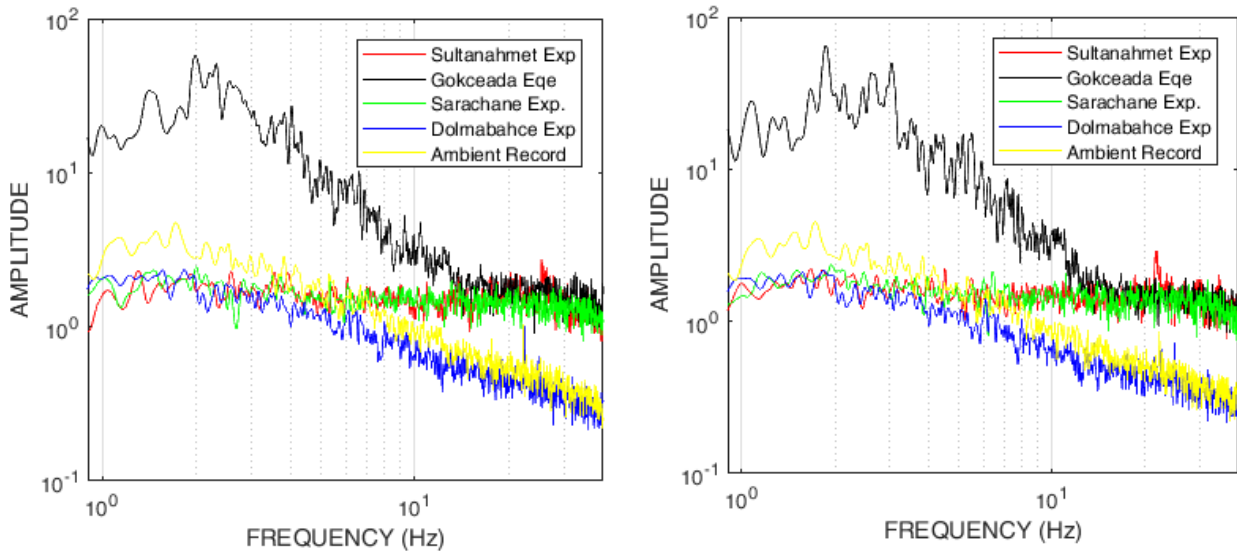 10^2
10^1
10^0
10^-1
AMPLITUDE
Sultanahmet Exp
Gokceada Eqe
Sarachane Exp.
Dolmabahce Exp
Ambient Record
10^0
10^1
FREQUENCY (Hz)
10^2
10^1
10^0
10^-1
AMPLITUDE
Sultanahmet Exp
Gokceada Eqe
Sarachane Exp.
Dolmabahce Exp
Ambient Record
10^0
10^1
FREQUENCY (Hz)